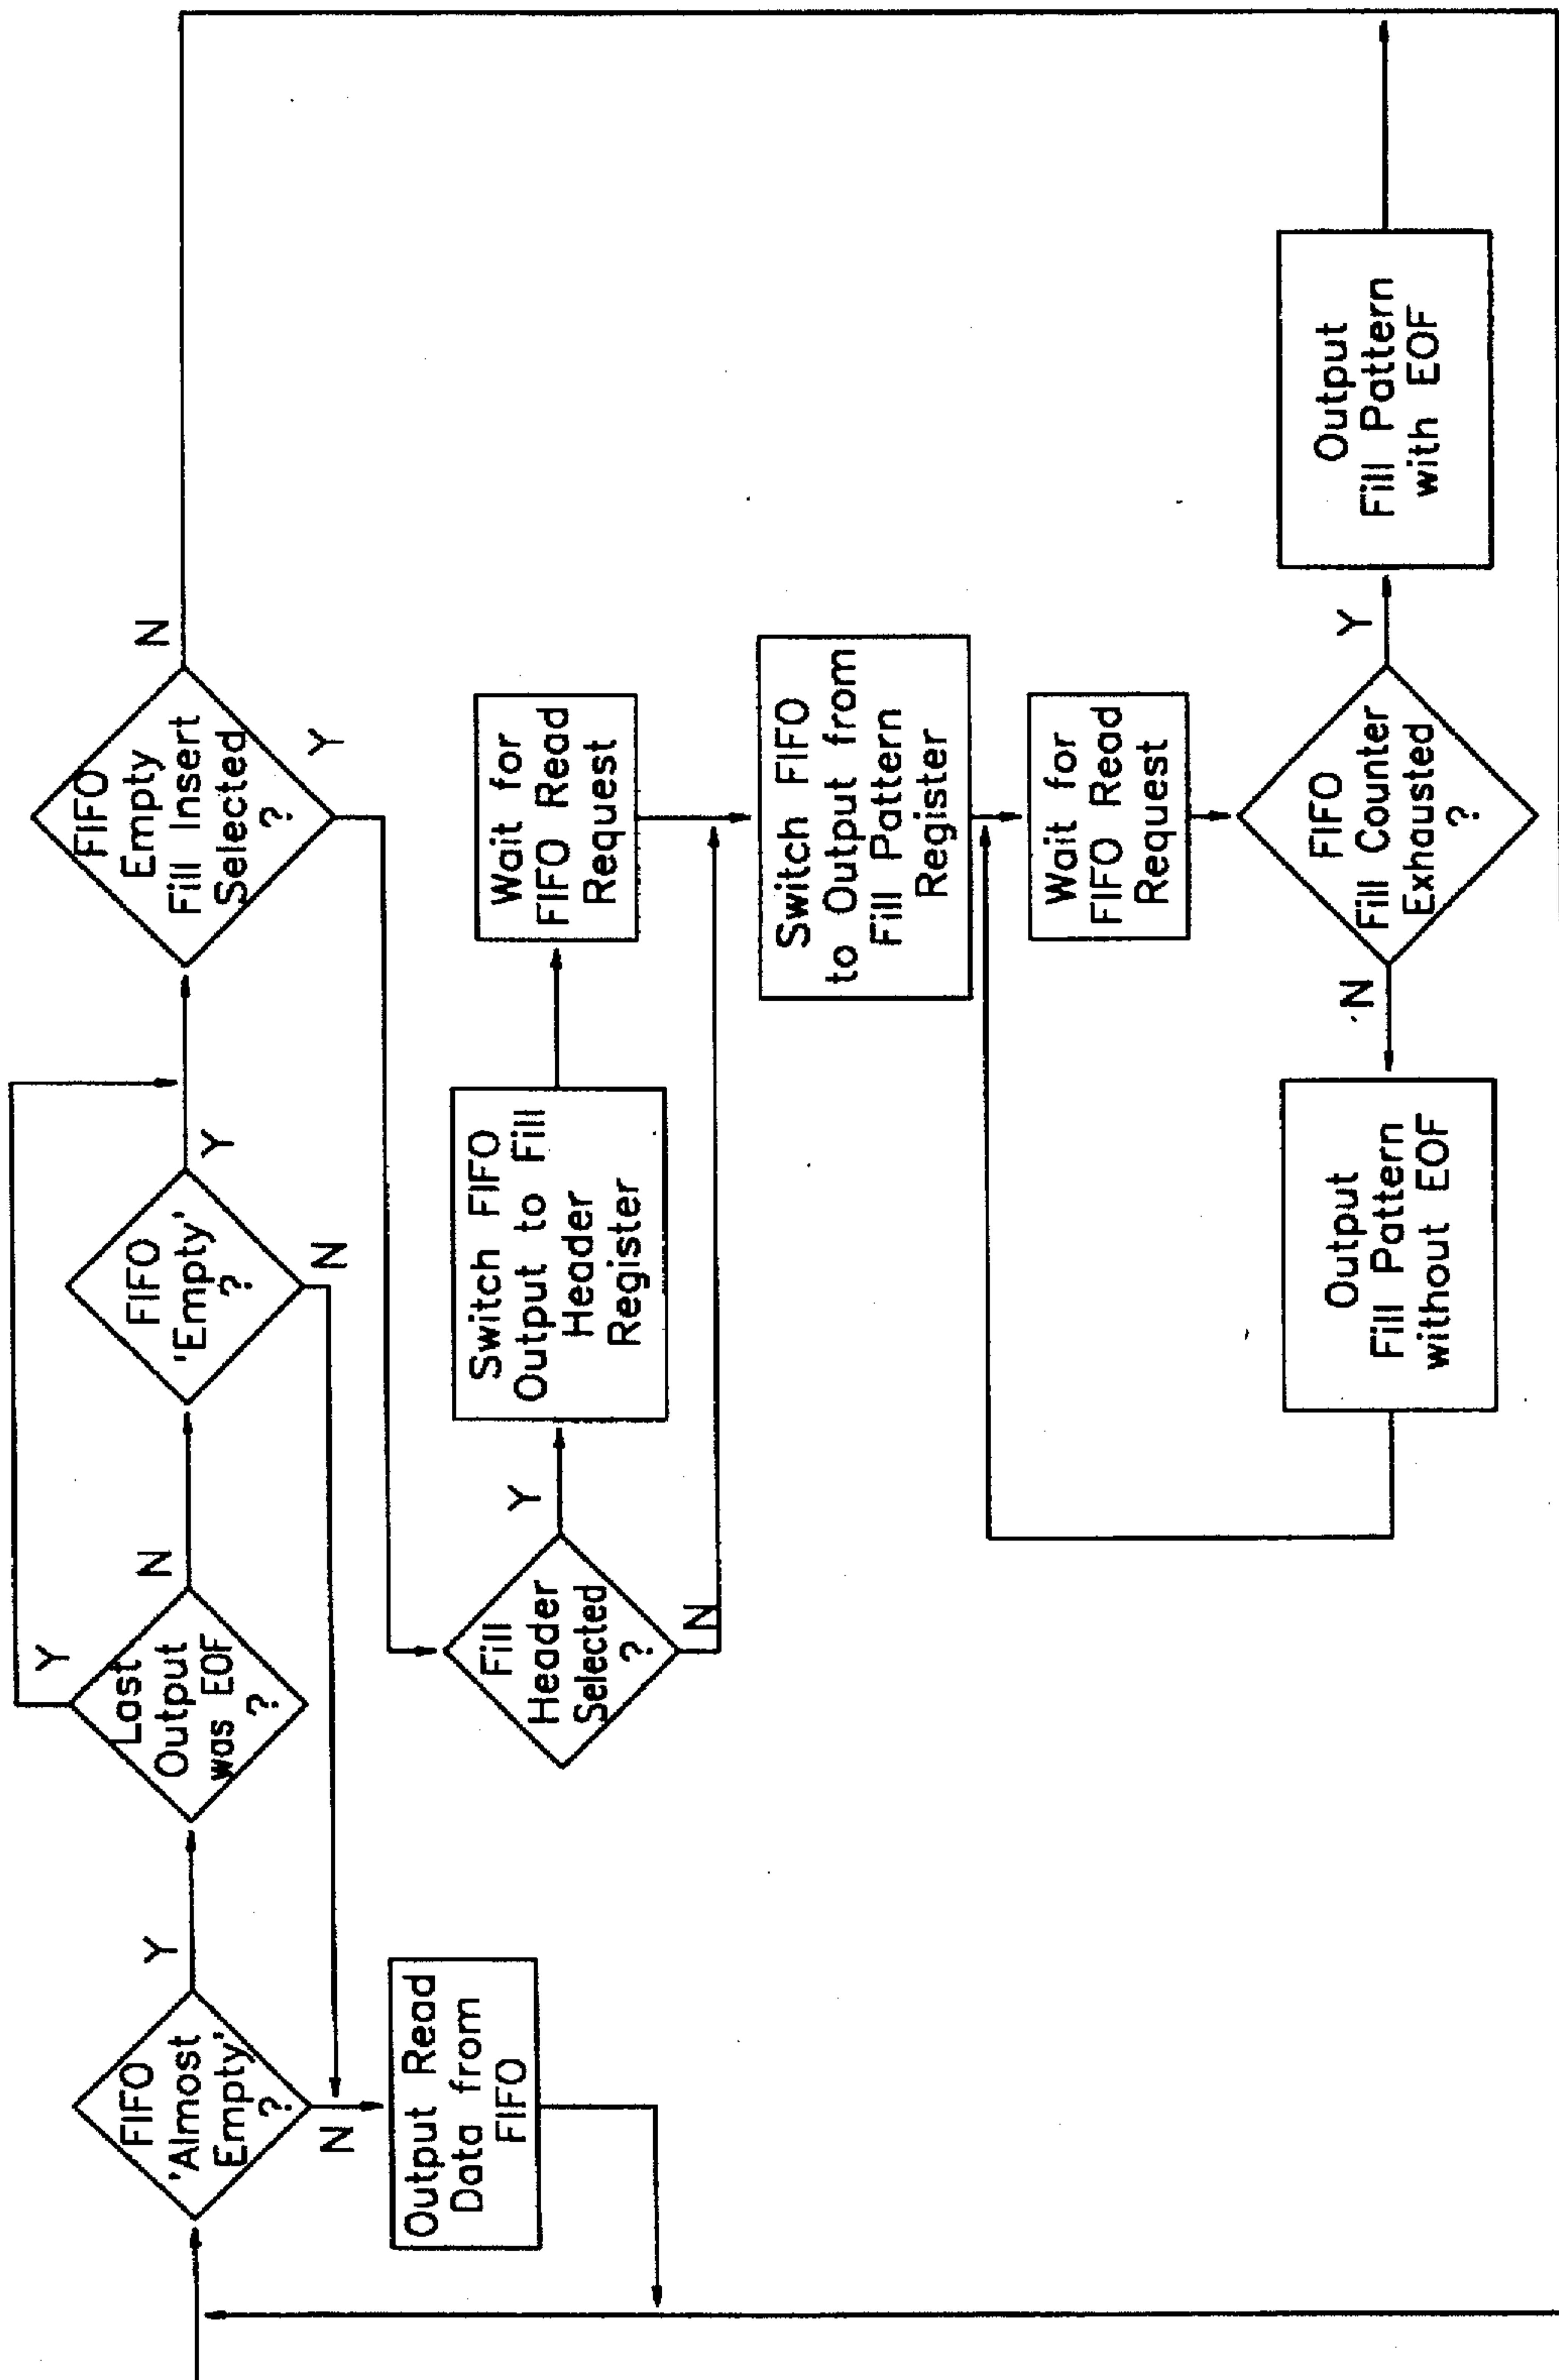 FIFO
'Almost
Empty'
?
Y
N
Output Read
Data from
FIFO
Last
Output
was EOF
?
Y
N
FIFO
'Empty'
?
Y
N
FIFO
Empty
Fill Insert
Selected
?
N
Y
Fill
Header
Selected
?
Y
N
Switch FIFO
Output to Fill
Header
Register
Wait for
FIFO Read
Request
Switch FIFO
to Output from
Fill Pattern
Register
Wait for
FIFO Read
Request
FIFO
Fill Counter
Exhausted
?
N
Y
Output
Fill Pattern
without EOF
Output
Fill Pattern
with EOF